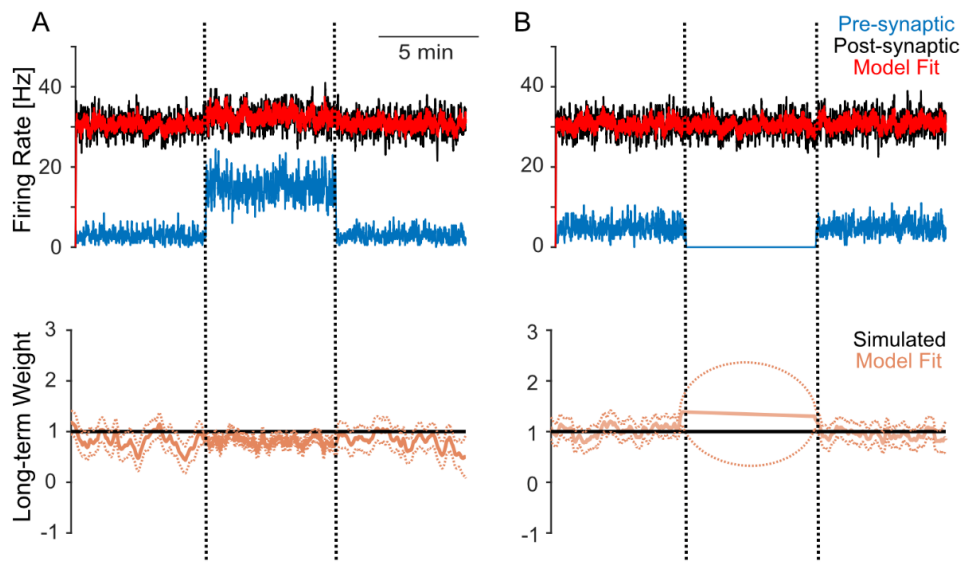 A
B
5 min
Pre-synaptic
Post-synaptic
Model Fit
Firing Rate [Hz]
40
20
0
40
20
0
Long-term Weight
3
2
1
0
-1
3
2
1
0
-1
Simulated
Model Fit